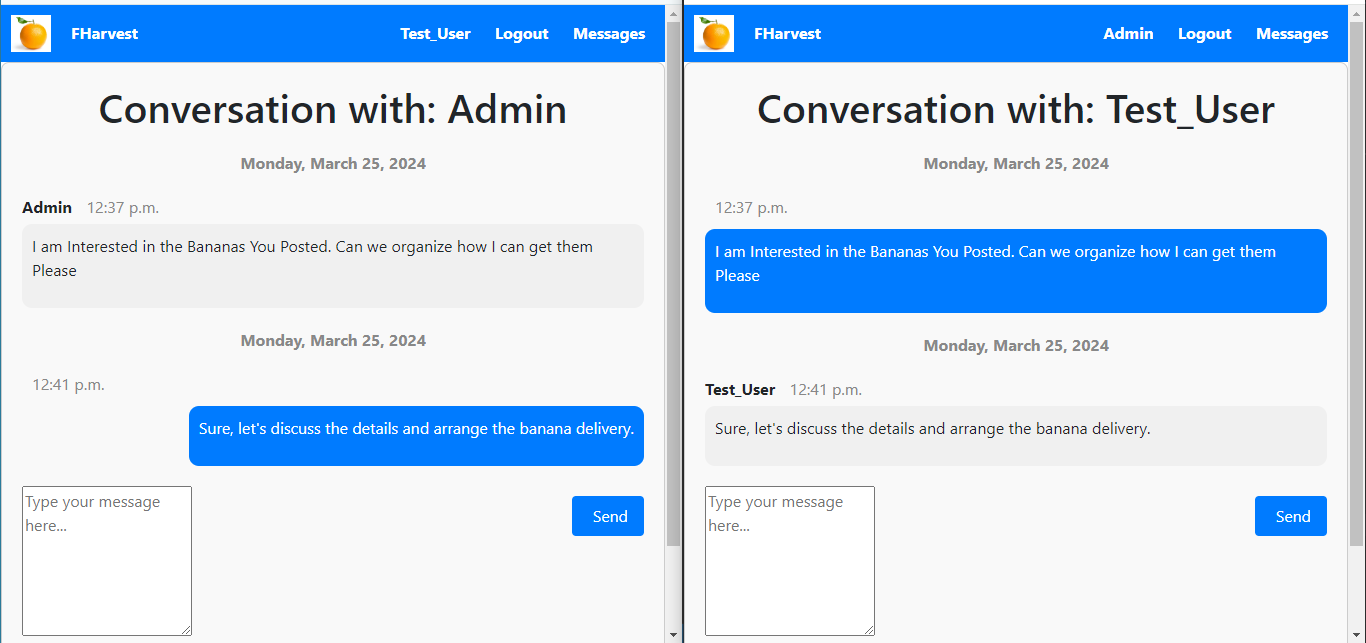 FHarvest Test_User Logout Messages
Conversation with: Admin
Monday, March 25, 2024
Admin 12:37 p.m.
I am Interested in the Bananas You Posted. Can we organize how I can get them
Please
Monday, March 25, 2024
12:41 p.m.
Sure, let's discuss the details and arrange the banana delivery.
Type your message
here...
Send
FHarvest Admin Logout Messages
Conversation with: Test_User
Monday, March 25, 2024
12:37 p.m.
I am Interested in the Bananas You Posted. Can we organize how I can get them
Please
Monday, March 25, 2024
Test_User 12:41 p.m.
Sure, let's discuss the details and arrange the banana delivery.
Type your message
here...
Send